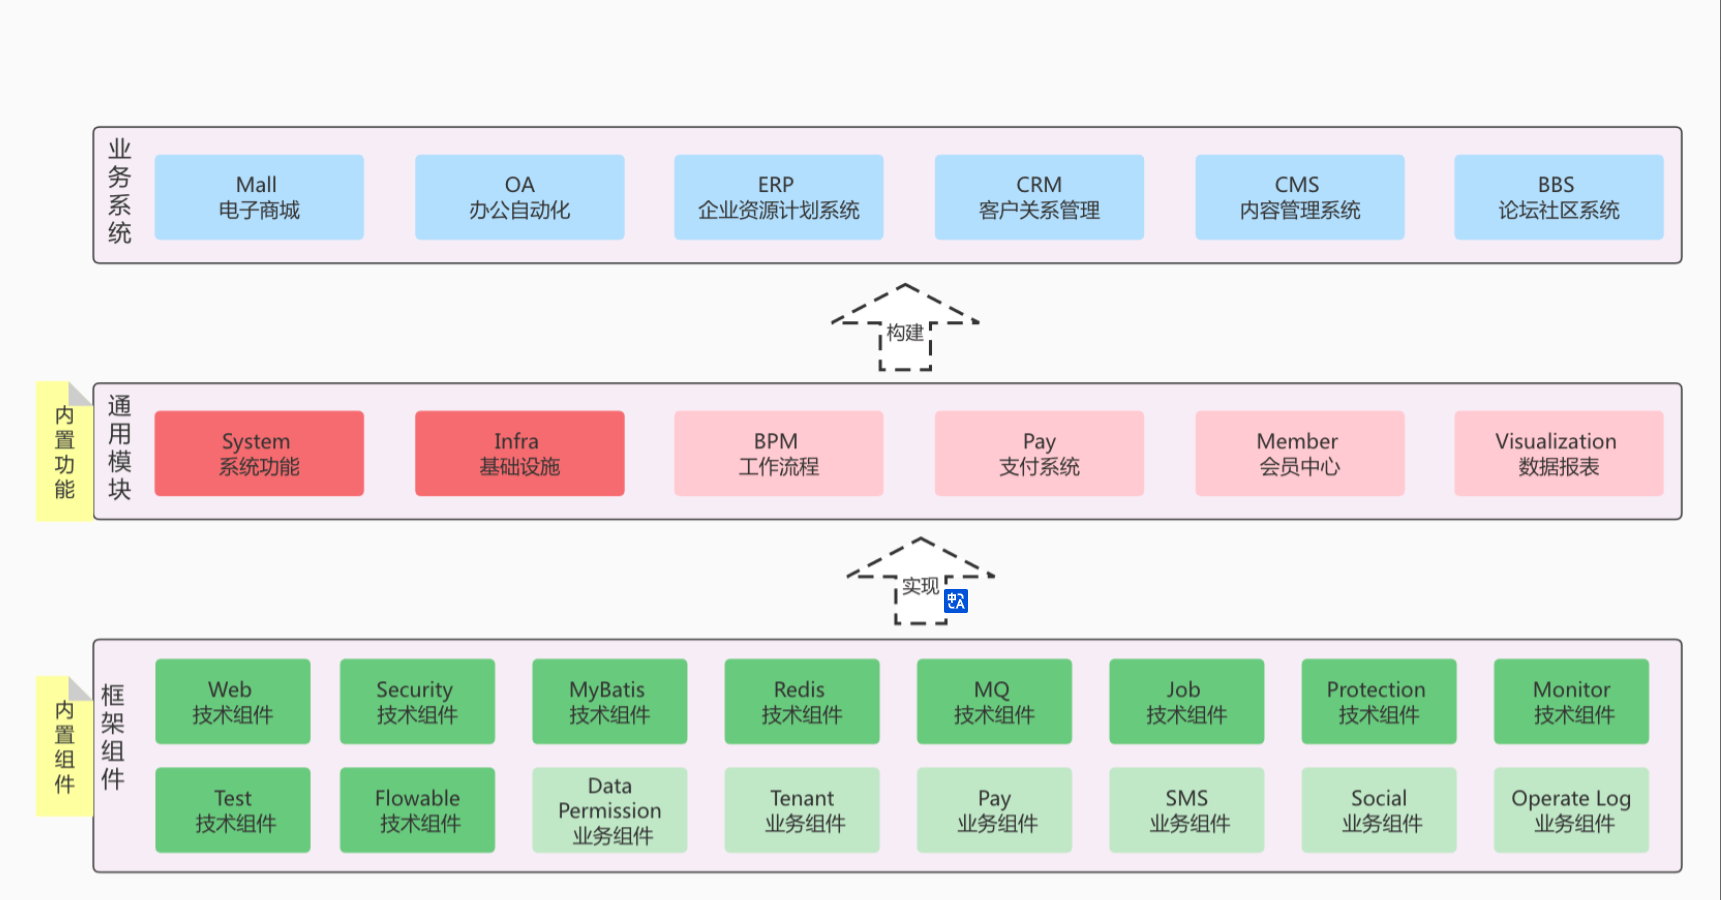 业务系统
Mall
电子商城
OA
办公自动化
ERP
企业资源计划系统
CRM
客户关系管理
CMS
内容管理系统
BBS
论坛社区系统
构建
内置功能
通用模块
System
系统功能
Infra
基础设施
BPM
工作流程
Pay
支付系统
Member
会员中心
Visualization
数据报表
实现
中A
内置组件
框架组件
Web
技术组件
Security
技术组件
MyBatis
技术组件
Redis
技术组件
MQ
技术组件
Job
技术组件
Protection
技术组件
Monitor
技术组件
Test
技术组件
Flowable
技术组件
Data
Permission
业务组件
Tenant
业务组件
Pay
业务组件
SMS
业务组件
Social
业务组件
Operate Log
业务组件